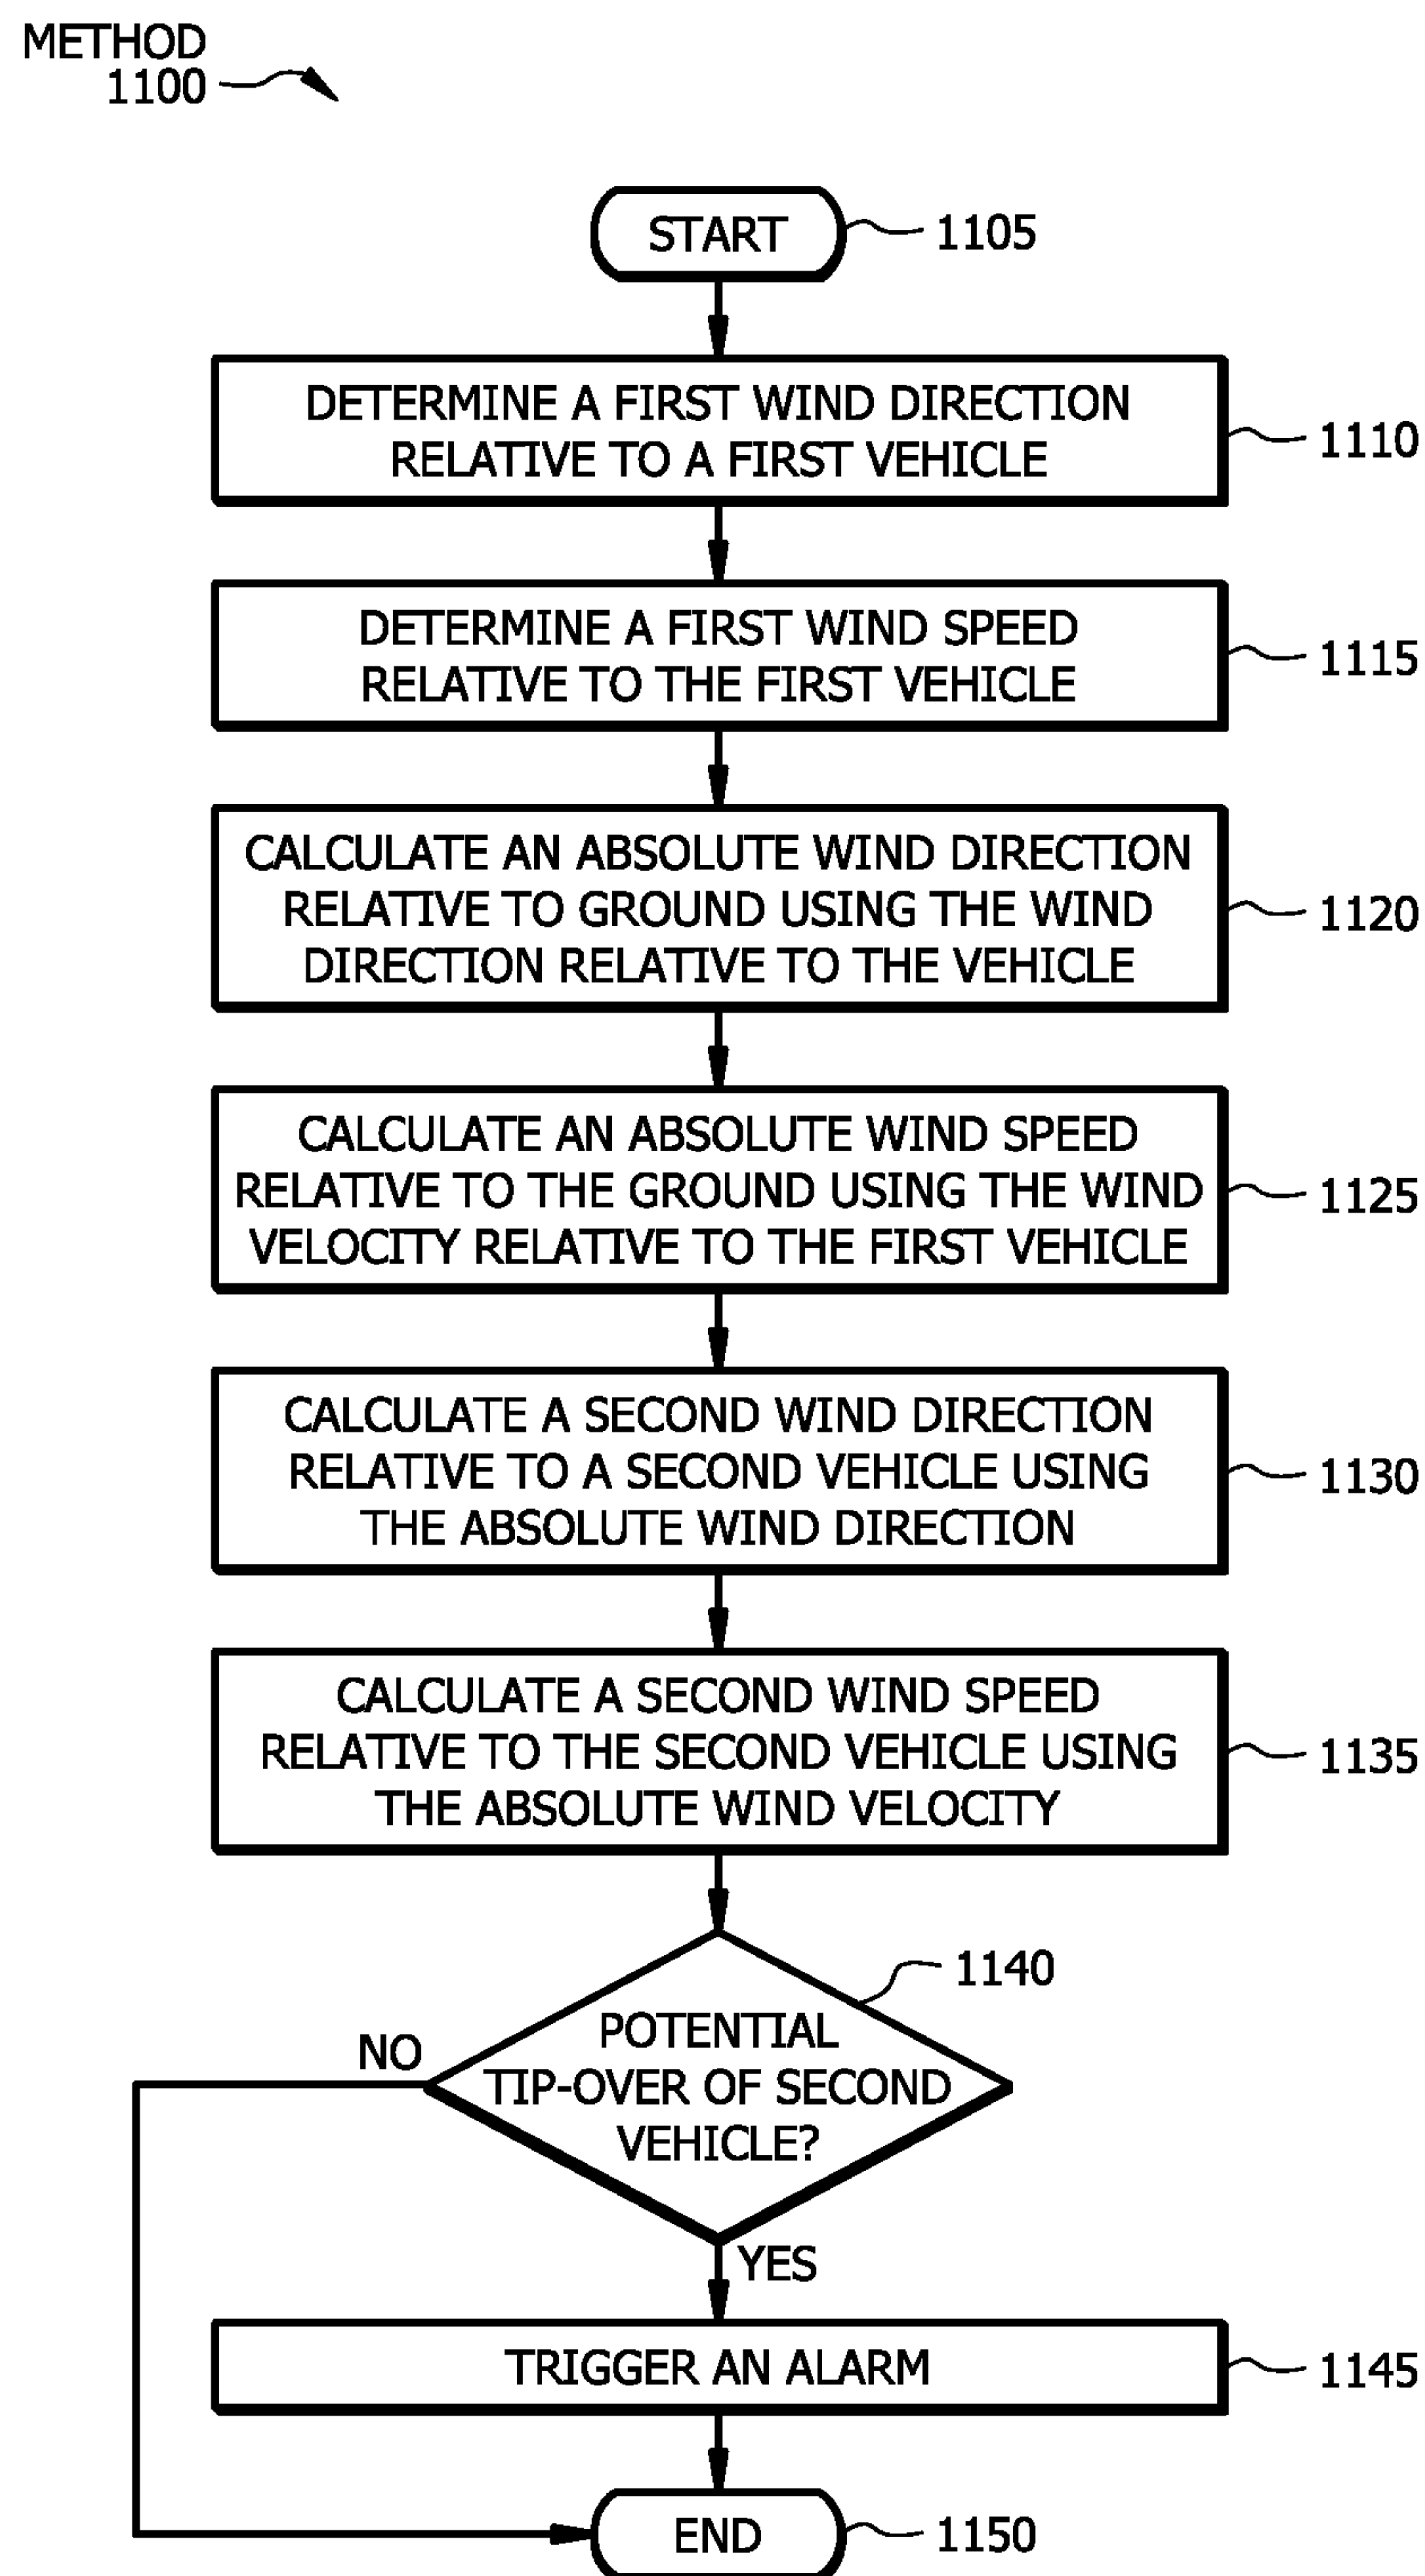 METHOD
1100
START
1105
DETERMINE A FIRST WIND DIRECTION
RELATIVE TO A FIRST VEHICLE
1110
DETERMINE A FIRST WIND SPEED
RELATIVE TO THE FIRST VEHICLE
1115
CALCULATE AN ABSOLUTE WIND DIRECTION
RELATIVE TO GROUND USING THE WIND
DIRECTION RELATIVE TO THE VEHICLE
1120
CALCULATE AN ABSOLUTE WIND SPEED
RELATIVE TO THE GROUND USING THE WIND
VELOCITY RELATIVE TO THE FIRST VEHICLE
1125
CALCULATE A SECOND WIND DIRECTION
RELATIVE TO A SECOND VEHICLE USING
THE ABSOLUTE WIND DIRECTION
1130
CALCULATE A SECOND WIND SPEED
RELATIVE TO THE SECOND VEHICLE USING
THE ABSOLUTE WIND VELOCITY
1135
1140
POTENTIAL
TIP-OVER OF SECOND
VEHICLE?
NO
YES
TRIGGER AN ALARM
1145
END
1150